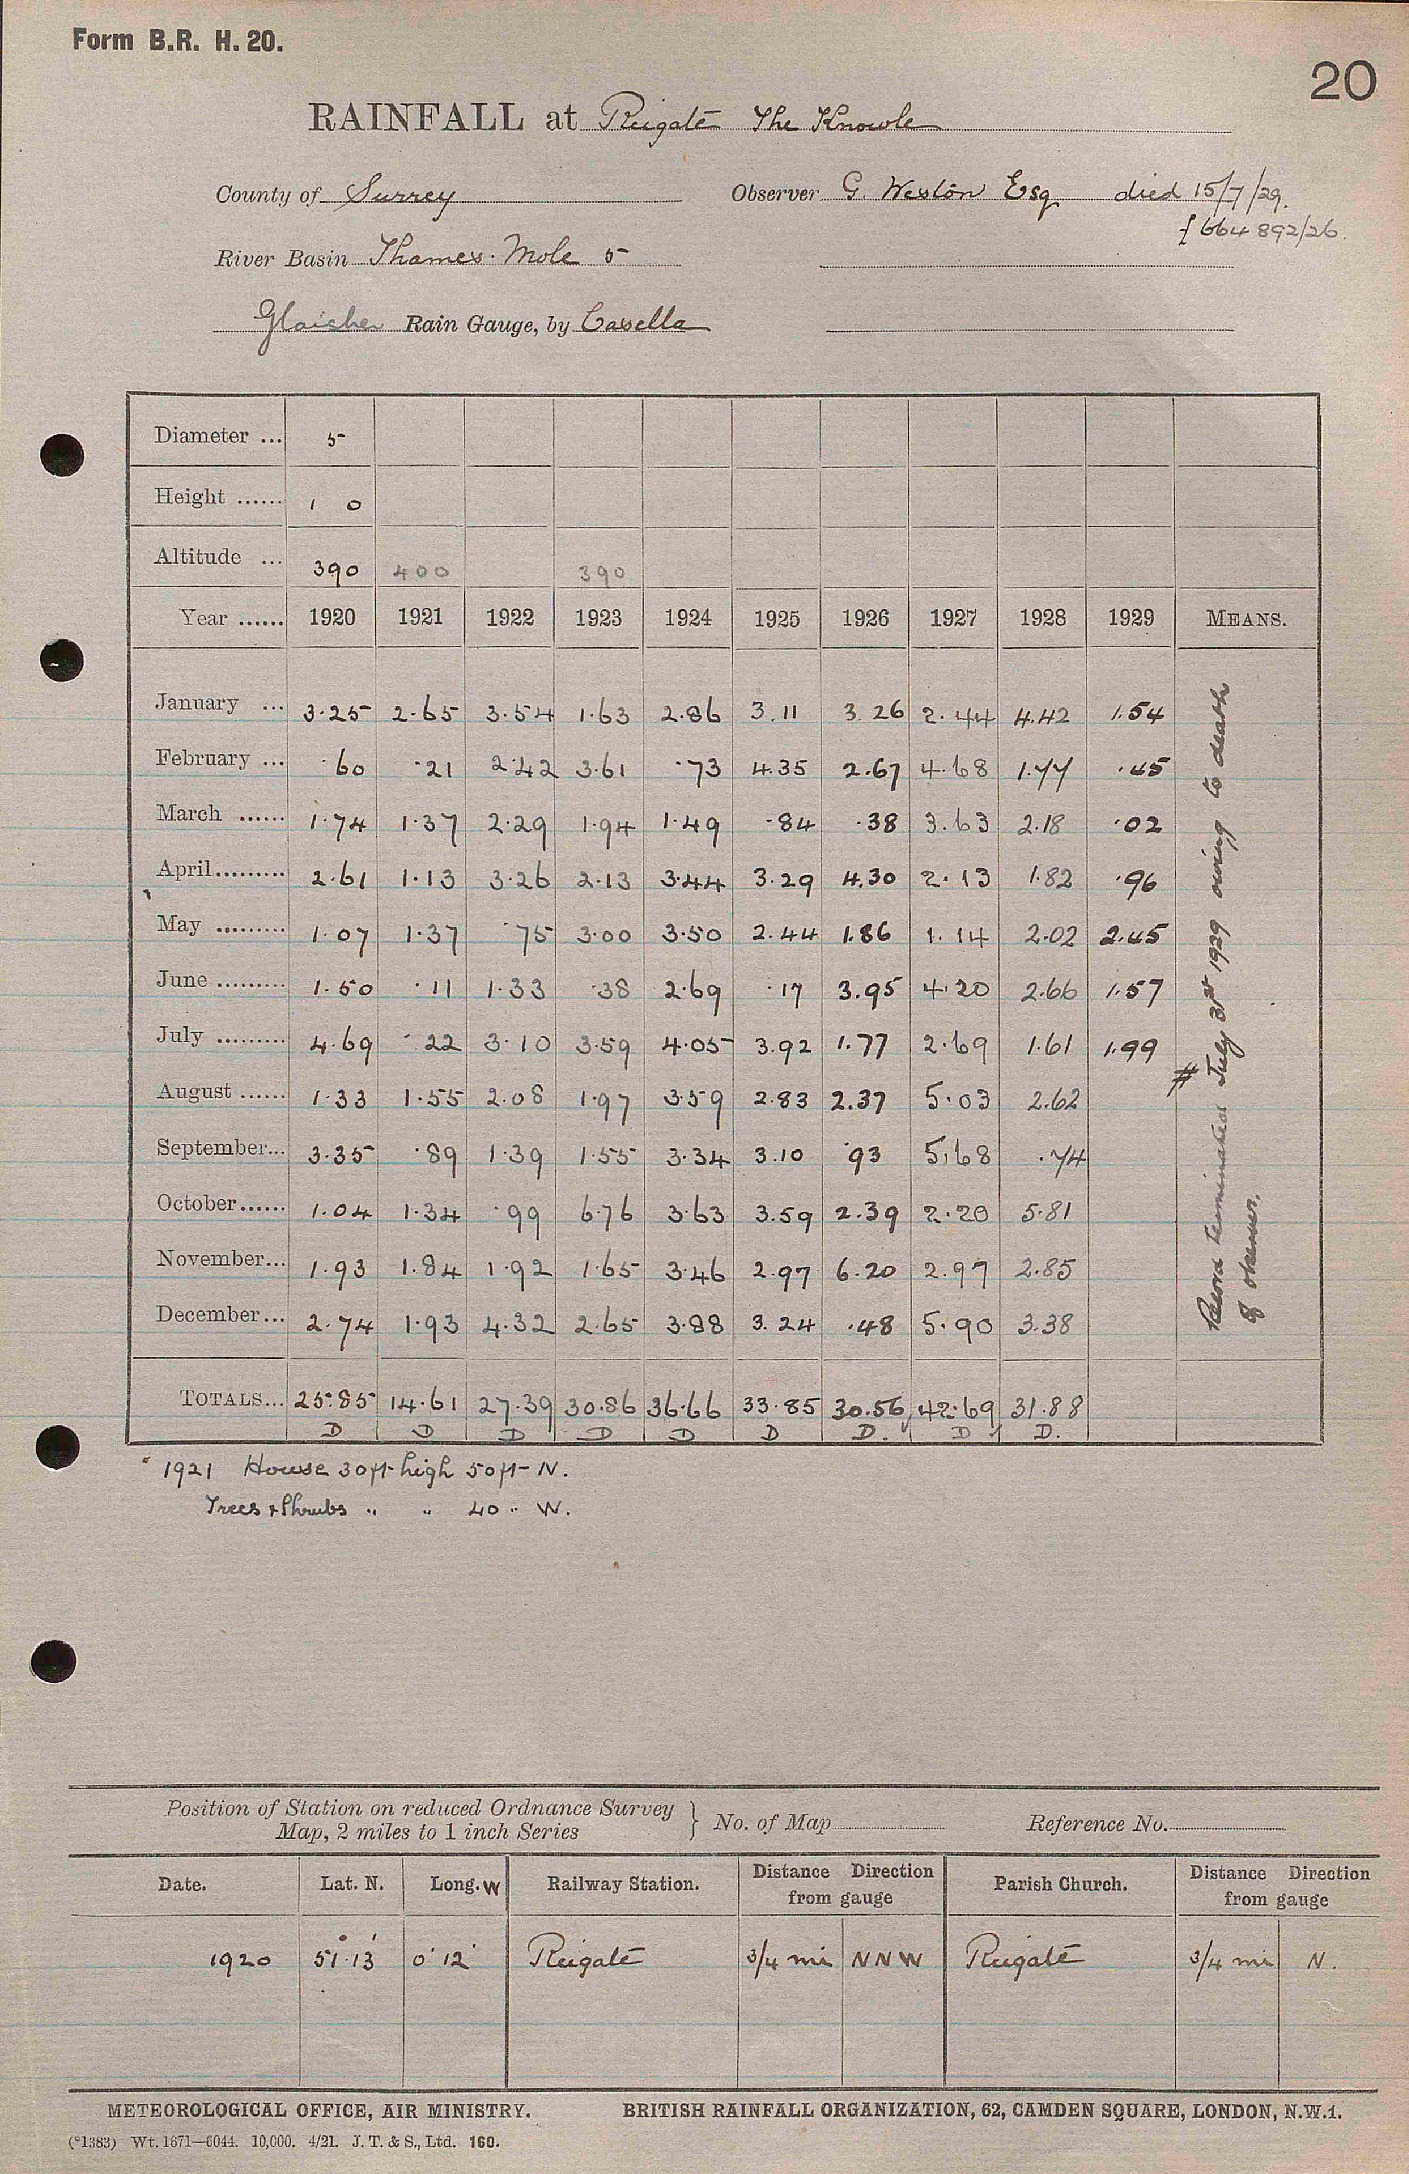 Form B.R. H. 20.
20
RAINFALL at Reigate The Knowle
County of Surrey Observer G. Weston Esq died 15/7/29.
{664892/26
River Basin Thames. Mole 5
Glaisher Rain Gauge, by Casella
Diameter ... 5
Height ...... 1 0
Altitude ... 390 400 390
Year ...... 1920 1921 1922 1923 1924 1925 1926 1927 1928 1929 MEANS.
January ... 3.25 2.65 3.54 1.63 2.86 3.11 3.26 2.44 4.42 1.54
February ... .60 .21 2.42 3.61 .73 4.35 2.67 4.68 1.77 .45
March ...... 1.74 1.37 2.29 1.94 1.49 .84 .38 3.63 2.18 .02
April......... 2.61 1.13 3.26 2.13 3.44 3.29 4.30 2.13 1.82 .96
May ......... 1.07 1.37 .75 3.00 3.50 2.44 1.86 1.14 2.02 2.45
June ......... 1.50 .11 1.33 .38 2.69 .17 3.95 4.20 2.66 1.57
July ......... 4.69 .22 3.10 3.59 4.05 3.92 1.77 2.69 1.61 1.99
August ...... 1.33 1.55 2.08 1.97 3.59 2.83 2.37 5.03 2.62
September... 3.35 .89 1.39 1.55 3.34 3.10 .93 5.68 .74
October...... 1.04 1.34 .99 6.76 3.63 3.59 2.39 2.20 5.81
November... 1.93 1.84 1.92 1.65 3.46 2.97 6.20 2.97 2.85
December... 2.74 1.93 4.32 2.65 3.88 3.24 .48 5.90 3.38
TOTALS... 25.85 14.61 27.39 30.86 36.66 33.85 30.56 42.69 31.88
D D D D D D D. D D.
# Record terminated July 31st 1929 owing to death
of observer.
1921 House 30 ft high 50 ft N.
Trees & Shrubs " " 40 " W.
Position of Station on reduced Ordnance Survey
Map, 2 miles to 1 inch Series } No. of Map Reference No.
Date. Lat. N. Long. W Railway Station. Distance Direction from gauge Parish Church. Distance Direction from gauge
1920 51° 13' 0° 12' Reigate 3/4 mi NNW Reigate 3/4 mi N.
METEOROLOGICAL OFFICE, AIR MINISTRY. BRITISH RAINFALL ORGANIZATION, 62, CAMDEN SQUARE, LONDON, N.W.1.
(*1383) Wt. 1671—6044. 10,000. 4/21. J. T. & S., Ltd. 160.